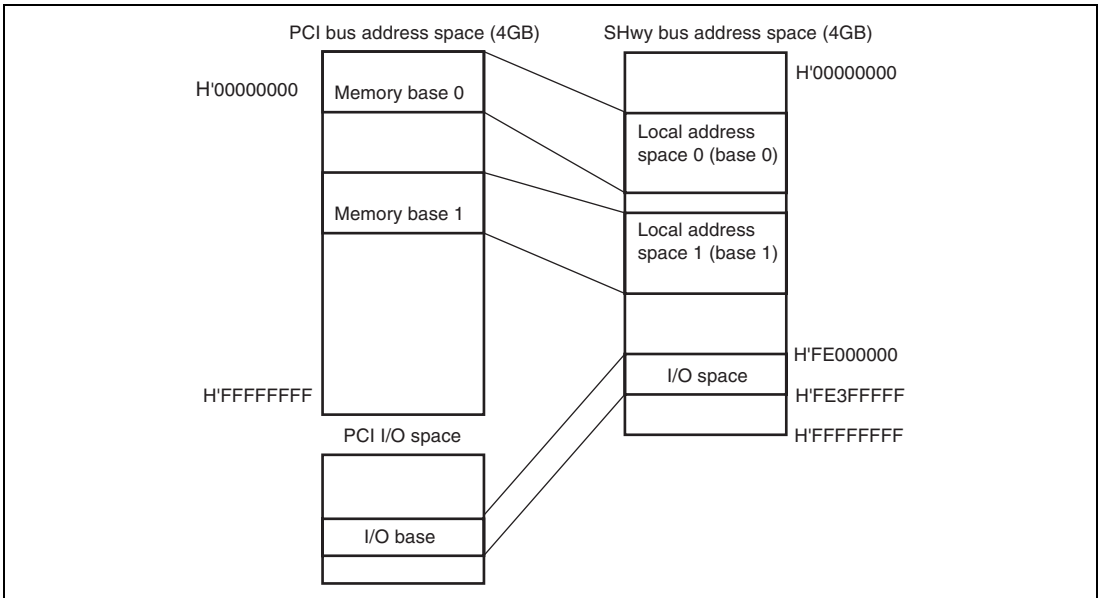 PCI bus address space (4GB)
SHwy bus address space (4GB)
H'00000000
Memory base 0
Memory base 1
H'FFFFFFFF
H'00000000
Local address
space 0 (base 0)
Local address
space 1 (base 1)
H'FE000000
I/O space
H'FE3FFFFF
H'FFFFFFFF
PCI I/O space
I/O base